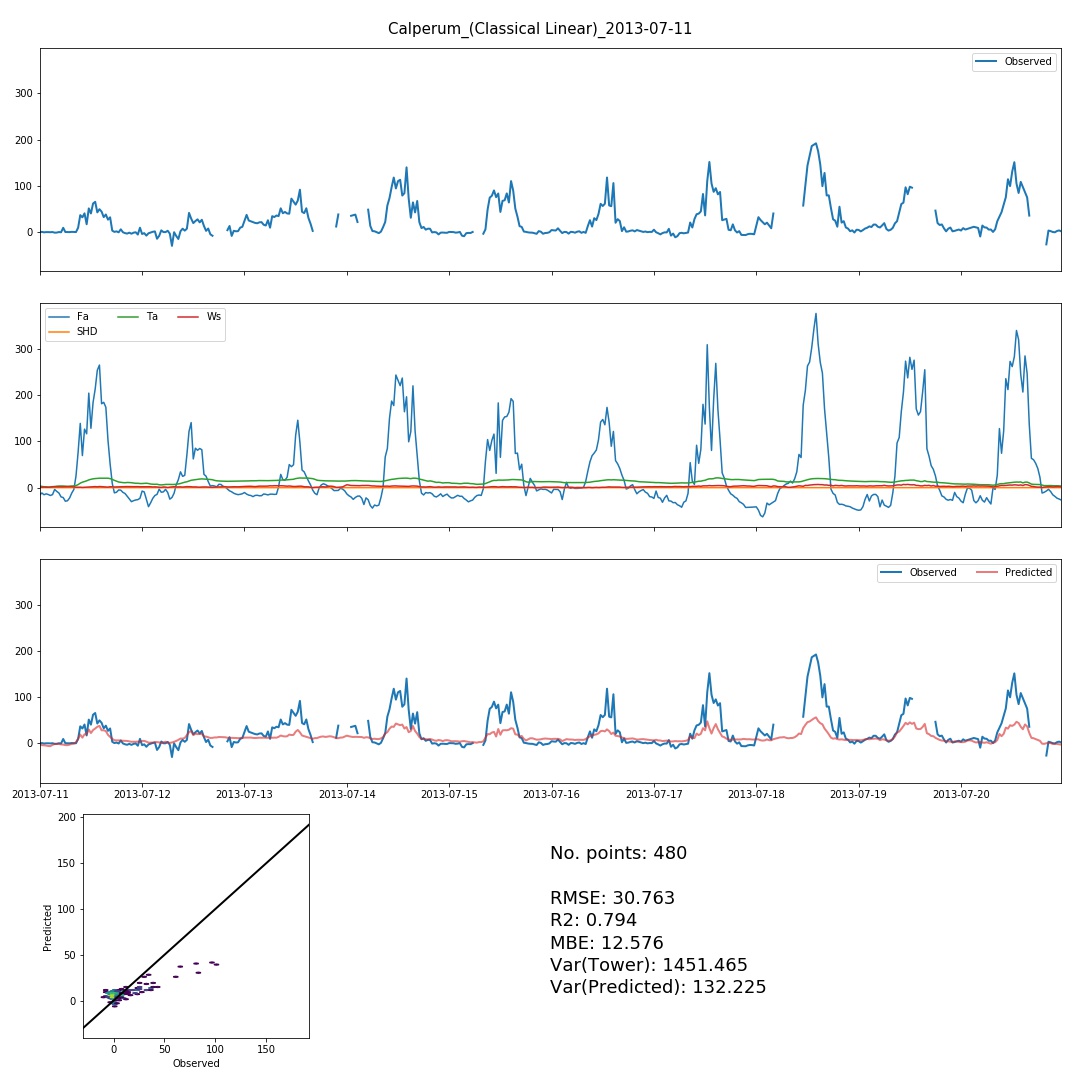 Calperum_(Classical Linear)_2013-07-11
Observed
300
200
100
0
Fa
Ta
Ws
SHD
300
200
100
0
Observed
Predicted
300
200
100
0
2013-07-11
2013-07-12
2013-07-13
2013-07-14
2013-07-15
2013-07-16
2013-07-17
2013-07-18
2013-07-19
2013-07-20
200
150
100
50
0
Predicted
0
50
100
150
Observed
No. points: 480
RMSE: 30.763
R2: 0.794
MBE: 12.576
Var(Tower): 1451.465
Var(Predicted): 132.225